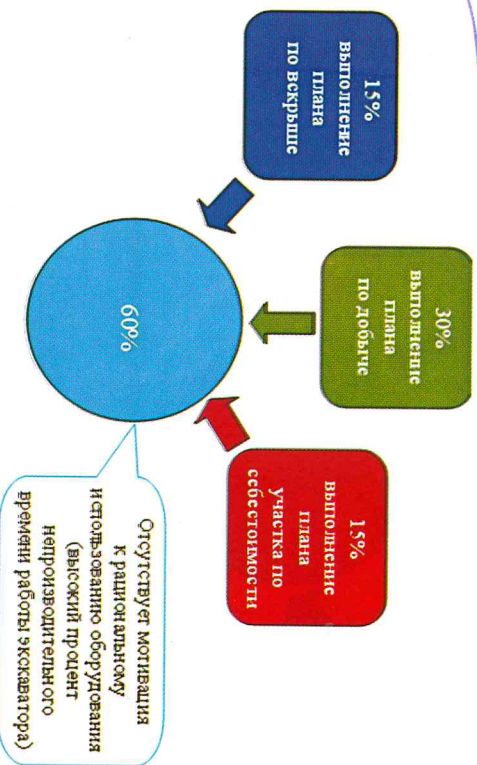 15%
выполнение
плана
по вскрыше
30%
выполнение
плана
по добыче
15%
выполнение
плана
участка по
себестоимости
60%
Отсутствует мотивация
к рациональному
использованию оборудования
(высокий процент
непроизводительного
времени работы экскаватора)